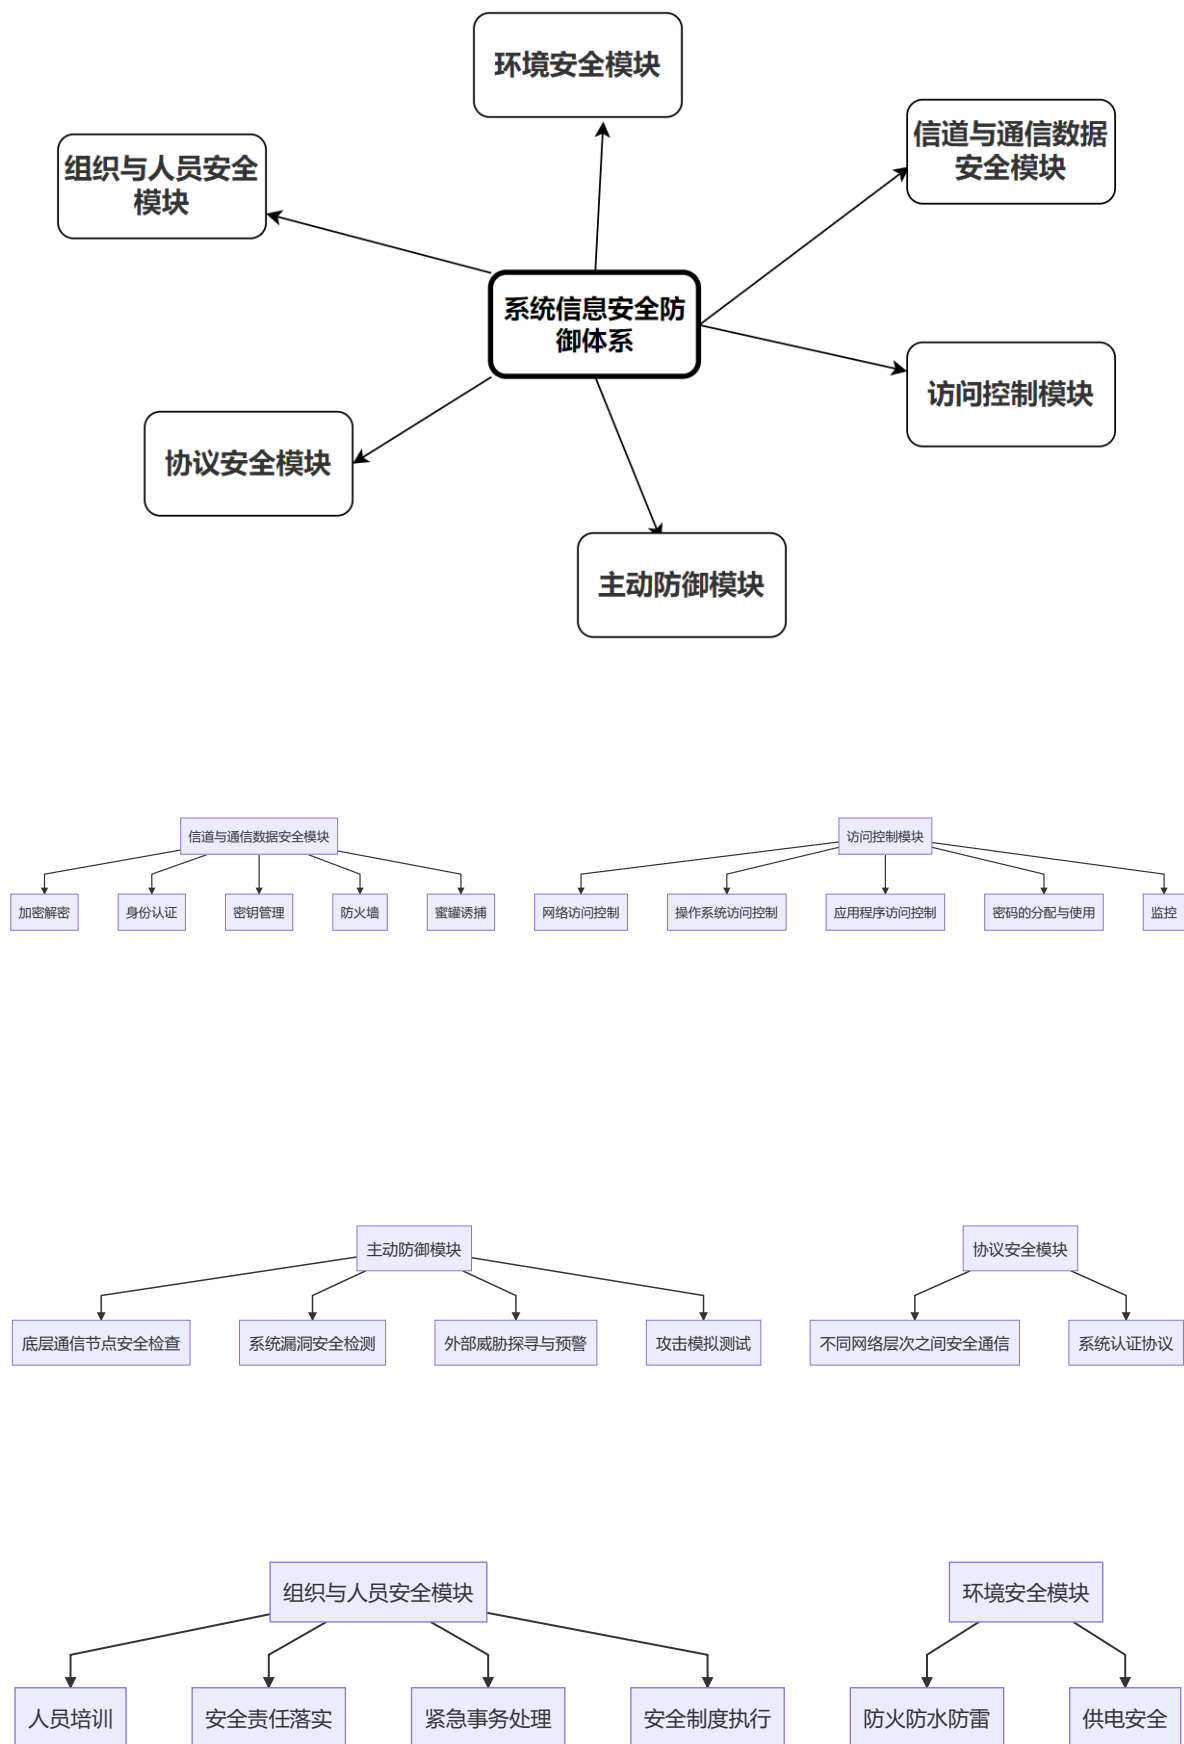 环境安全模块
信道与通信数据
安全模块
组织与人员安全
模块
系统信息安全防
御体系
访问控制模块
协议安全模块
主动防御模块
信道与通信数据安全模块
访问控制模块
加密解密
身份认证
密钥管理
防火墙
蜜罐诱捕
网络访问控制
操作系统访问控制
应用程序访问控制
密码的分配与使用
监控
主动防御模块
协议安全模块
底层通信节点安全检查
系统漏洞安全检测
外部威胁探寻与预警
攻击模拟测试
不同网络层次之间安全通信
系统认证协议
组织与人员安全模块
环境安全模块
人员培训
安全责任落实
紧急事务处理
安全制度执行
防火防水防雷
供电安全